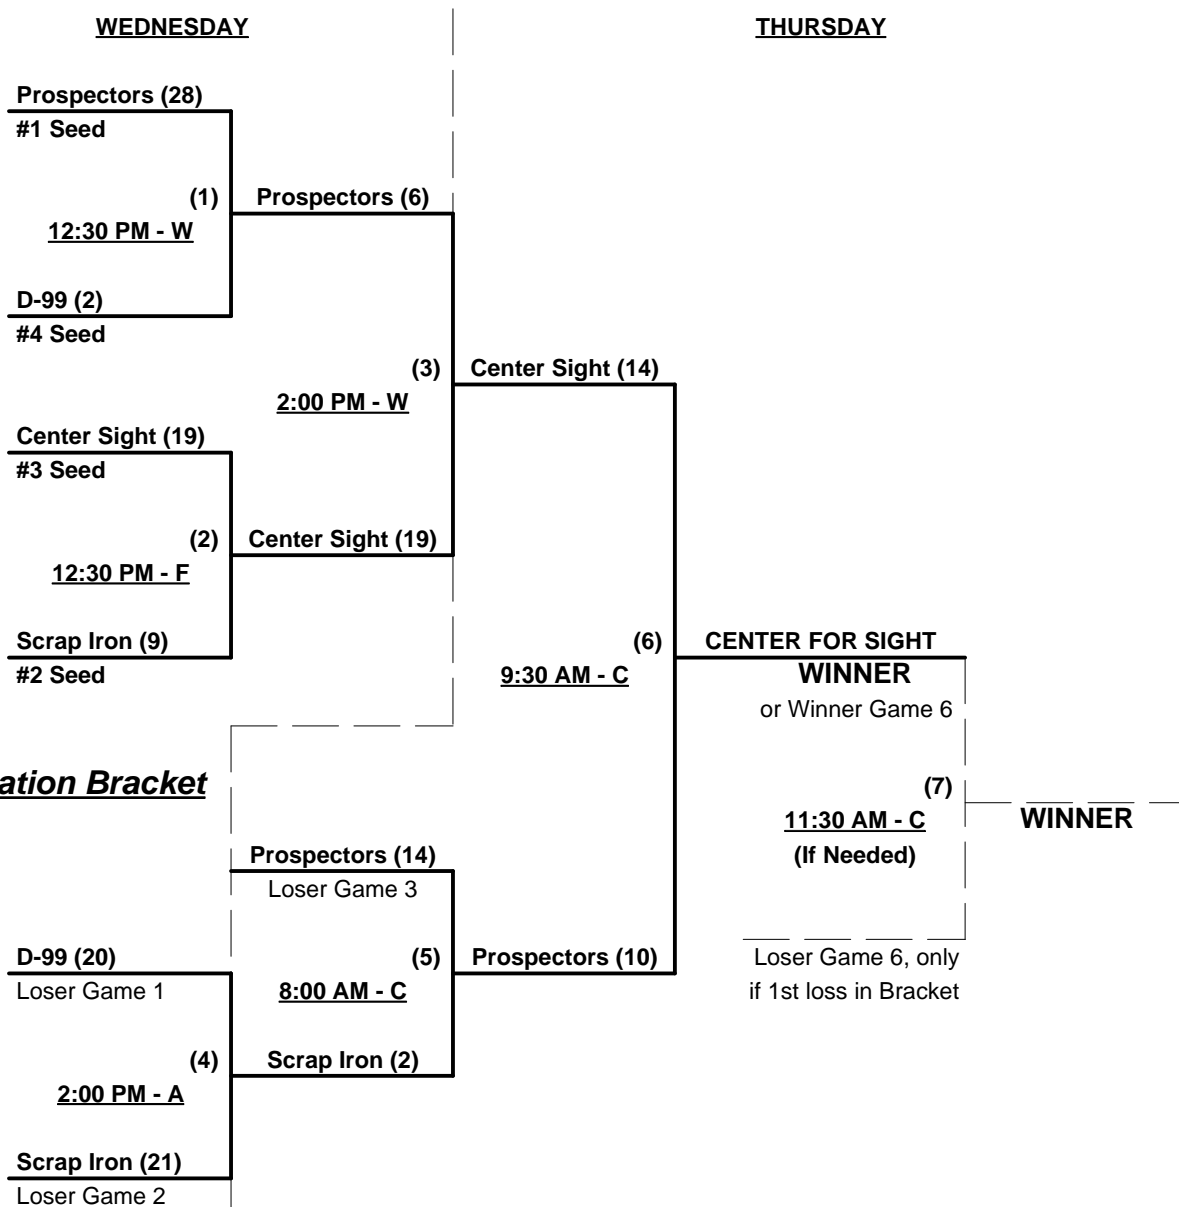 WEDNESDAY
THURSDAY
Prospectors (28)
#1 Seed
(1)
Prospectors (6)
12:30 PM - W
D-99 (2)
#4 Seed
(3)
Center Sight (14)
2:00 PM - W
Center Sight (19)
#3 Seed
(2)
Center Sight (19)
12:30 PM - F
Scrap Iron (9)
#2 Seed
(6)
CENTER FOR SIGHT
9:30 AM - C
WINNER
or Winner Game 6
ation Bracket
(7)
11:30 AM - C
WINNER
(If Needed)
Prospectors (14)
Loser Game 3
D-99 (20)
Loser Game 1
(5)
Prospectors (10)
8:00 AM - C
Loser Game 6, only
if 1st loss in Bracket
(4)
Scrap Iron (2)
2:00 PM - A
Scrap Iron (21)
Loser Game 2